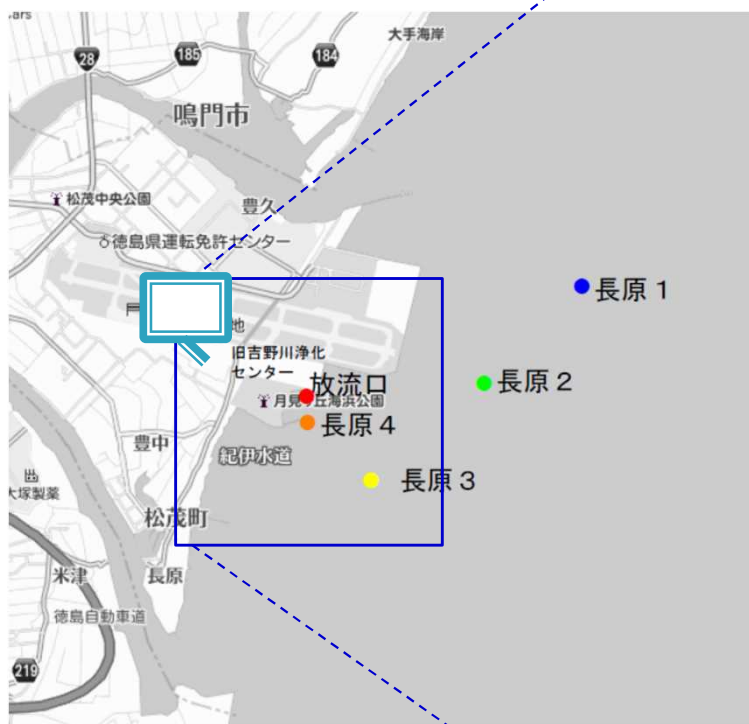 大手海岸
28
185
184
鳴門市
松茂中央公園
豊久
徳島県運転免許センター
長原1
地
旧吉野川浄化
センター
放流口
長原2
月見ヶ丘海浜公園
長原4
豊中
紀伊水道
長原3
大塚製薬
松茂町
米津
長原
徳島自動車道
219